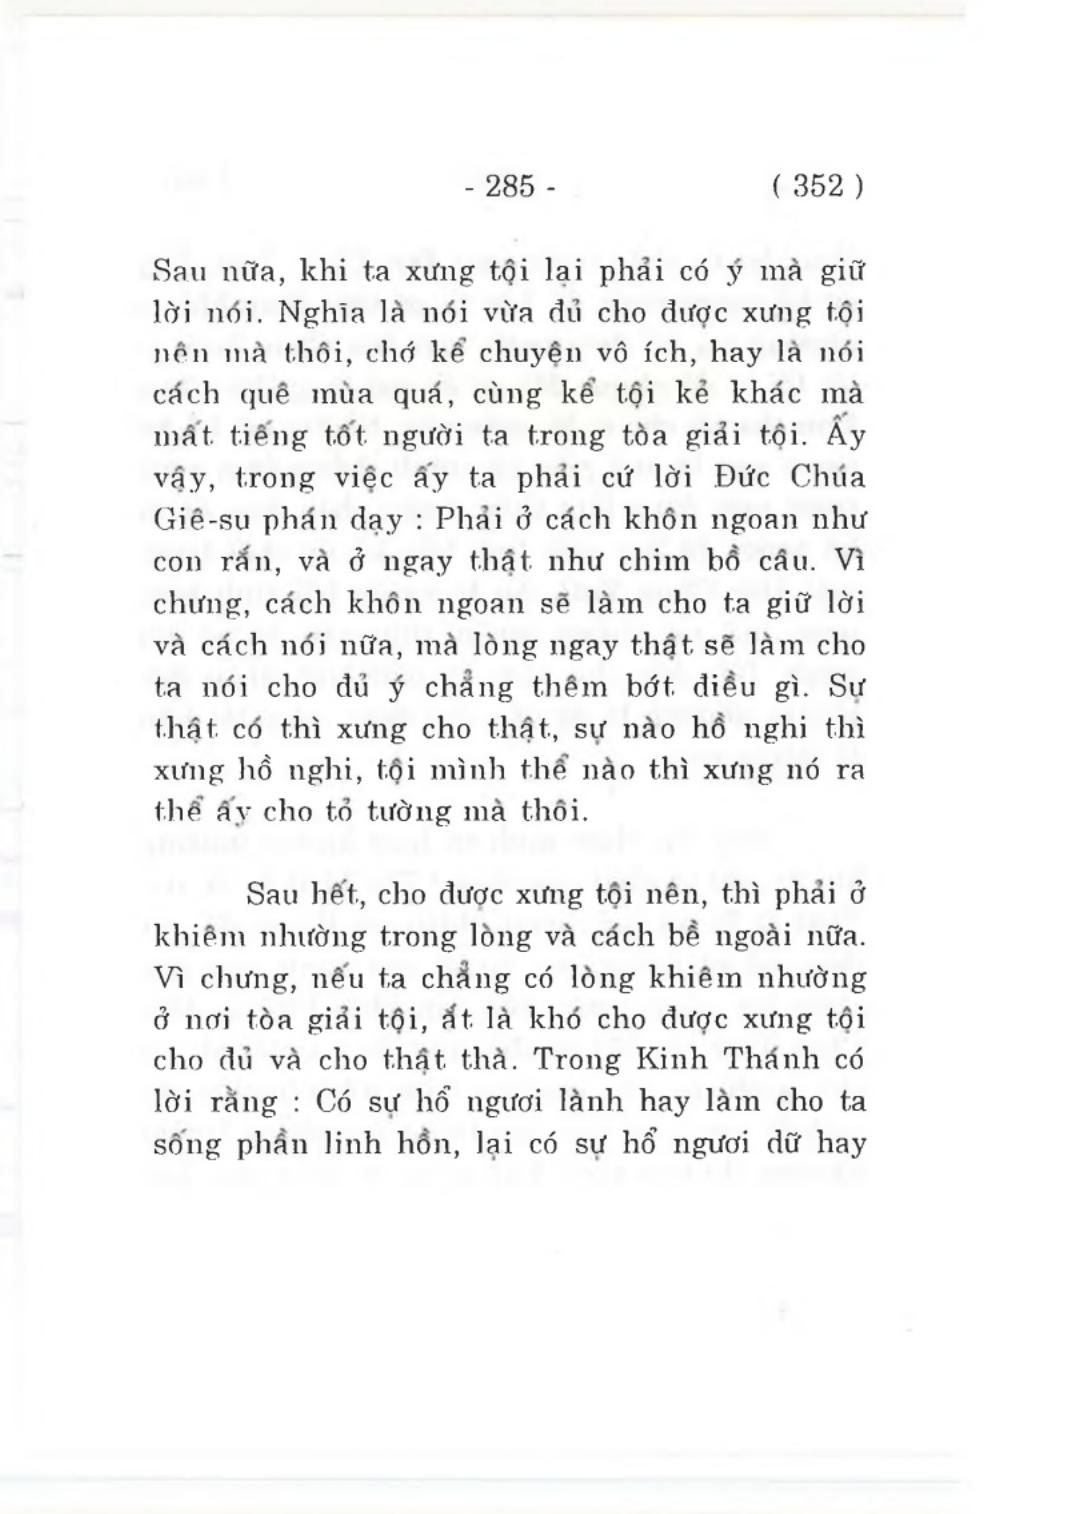 - 285 - ( 352 )
Sau nữa, khi ta xưng tội lại phải có ý mà giữ
lời nói. Nghĩa là nói vừa đủ cho được xưng tội
nên mà thôi, chớ kể chuyện vô ích, hay là nói
cách quê mùa quá, cùng kể tội kẻ khác mà
mất tiếng tốt người ta trong tòa giải tội. Ấy
vậy, trong việc ấy ta phải cứ lời Đức Chúa
Giê-su phán dạy : Phải ở cách khôn ngoan như
con rắn, và ở ngay thật như chim bồ câu. Vì
chưng, cách khôn ngoan sẽ làm cho ta giữ lời
và cách nói nữa, mà lòng ngay thật sẽ làm cho
ta nói cho đủ ý chẳng thêm bớt điều gì. Sự
thật có thì xưng cho thật, sự nào hồ nghi thì
xưng hồ nghi, tội mình thể nào thì xưng nó ra
thể ấy cho tỏ tường mà thôi.
Sau hết, cho được xưng tội nên, thì phải ở
khiêm nhường trong lòng và cách bề ngoài nữa.
Vì chưng, nếu ta chẳng có lòng khiêm nhường
ở nơi tòa giải tội, ắt là khó cho được xưng tội
cho đủ và cho thật thà. Trong Kinh Thánh có
lời rằng : Có sự hổ ngươi lành hay làm cho ta
sống phần linh hồn, lại có sự hổ ngươi dữ hay